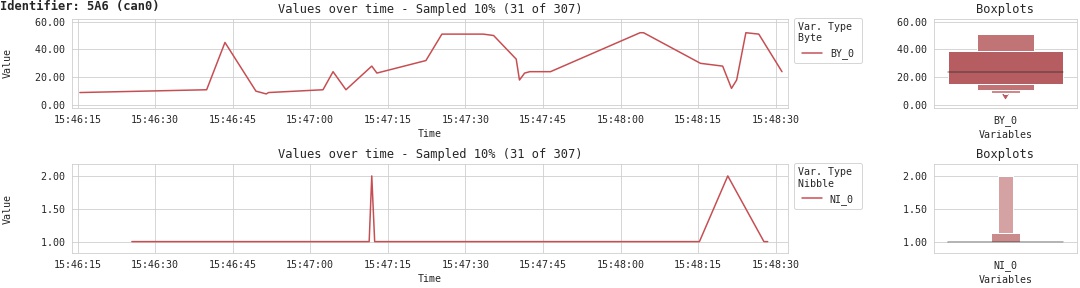 Identifier: 5A6 (can0)
Values over time - Sampled 10% (31 of 307)
Value
60.00
40.00
20.00
0.00
15:46:15 15:46:30 15:46:45 15:47:00 15:47:15 15:47:30 15:47:45 15:48:00 15:48:15 15:48:30
Time
Var. Type
Byte
BY_0
Boxplots
60.00
40.00
20.00
0.00
BY_0
Variables
Values over time - Sampled 10% (31 of 307)
Value
2.00
1.50
1.00
15:46:15 15:46:30 15:46:45 15:47:00 15:47:15 15:47:30 15:47:45 15:48:00 15:48:15 15:48:30
Time
Var. Type
Nibble
NI_0
Boxplots
2.00
1.50
1.00
NI_0
Variables